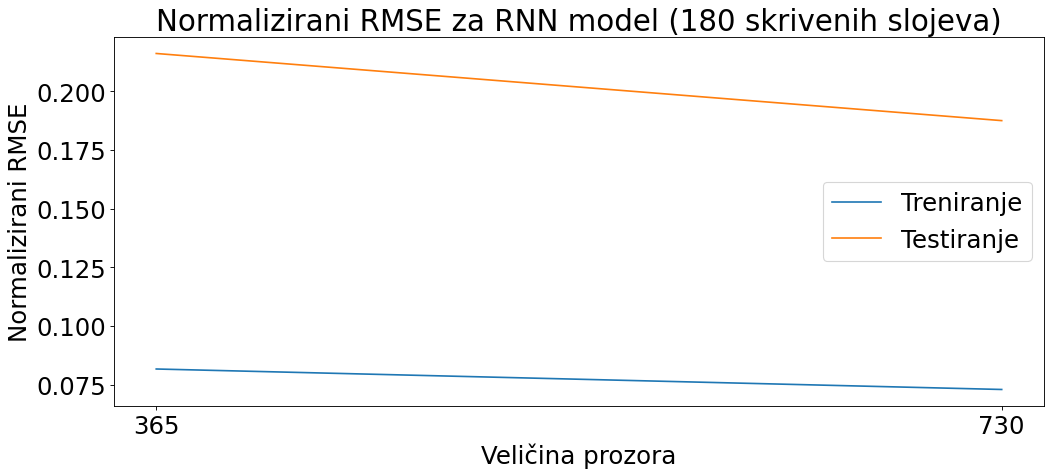 Normalizirani RMSE za RNN model (180 skrivenih slojeva)
Normalizirani RMSE
0.200
0.175
0.150
0.125
0.100
0.075
Treniranje
Testiranje
365
730
Veličina prozora